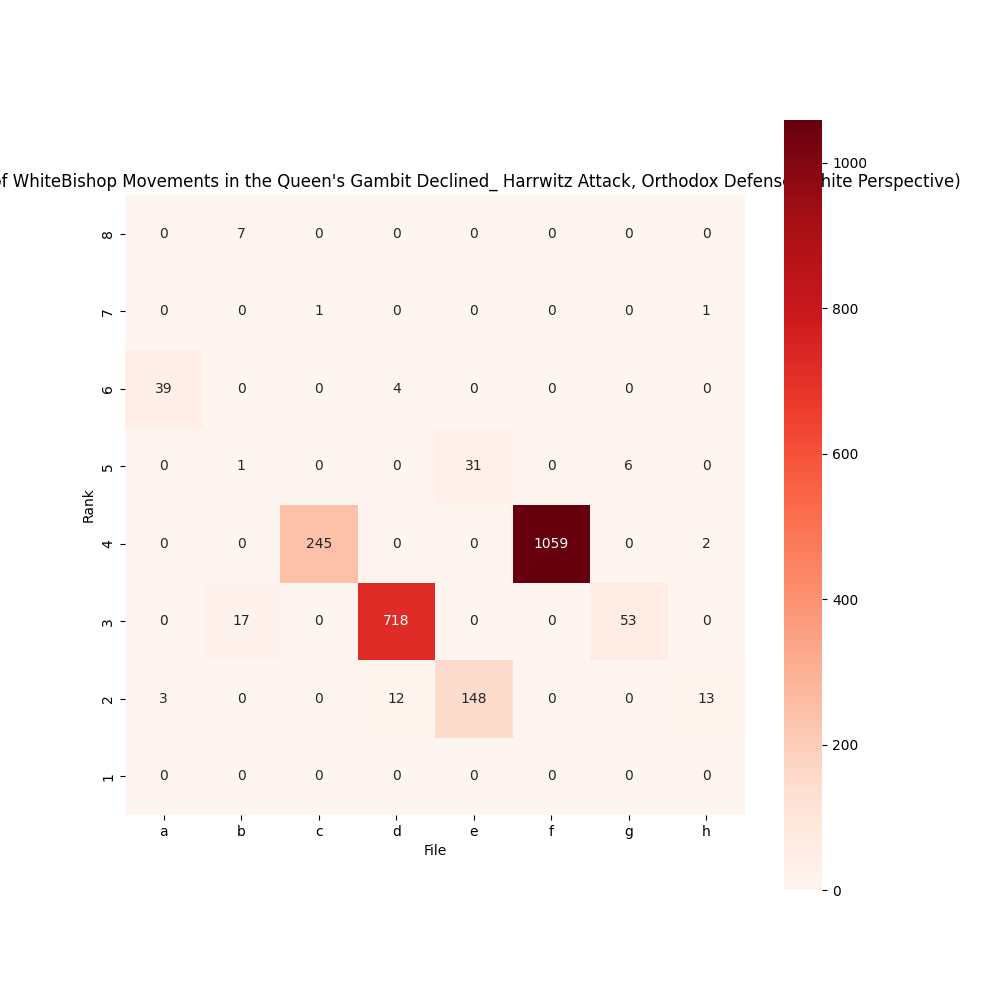 of WhiteBishop Movements in the Queen's Gambit Declined_ Harrwitz Attack, Orthodox Defense White Perspective)
1000
800
600
400
200
0
8 0 7 0 0 0 0 0 0
7 0 0 1 0 0 0 0 1
6 39 0 0 4 0 0 0 0
5 0 1 0 0 31 0 6 0
4 0 0 245 0 0 1059 0 2
3 0 17 0 718 0 0 53 0
2 3 0 0 12 148 0 0 13
1 0 0 0 0 0 0 0 0
Rank
a b c d e f g h
File